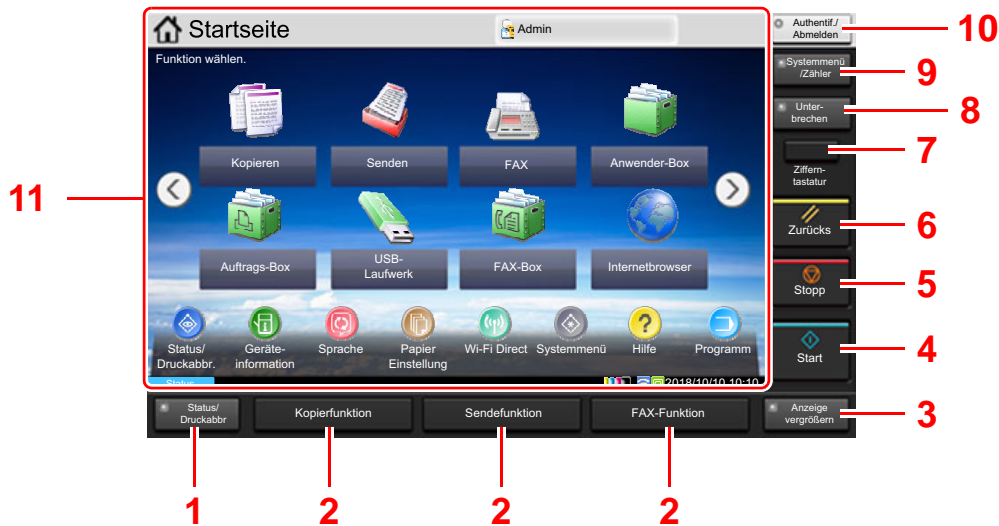 Startseite
Admin
Funktion wählen.
Kopieren
Senden
FAX
Anwender-Box
Auftrags-Box
USB-
Laufwerk
FAX-Box
Internetbrowser
Status/
Druckabbr.
Geräte-
information
Sprache
Papier
Einstellung
Wi-Fi Direct
Systemmenü
Hilfe
Programm
Status
2018/10/10 10:10
Status/
Druckabbr
Kopierfunktion
Sendefunktion
FAX-Funktion
Anzeige
vergrößern
Authentif./
Abmelden
Systemmenü
/Zähler
Unter-
brechen
Ziffern-
tastatur
Zurücks
Stopp
Start
10
9
8
7
6
5
4
3
11
1
2
2
2